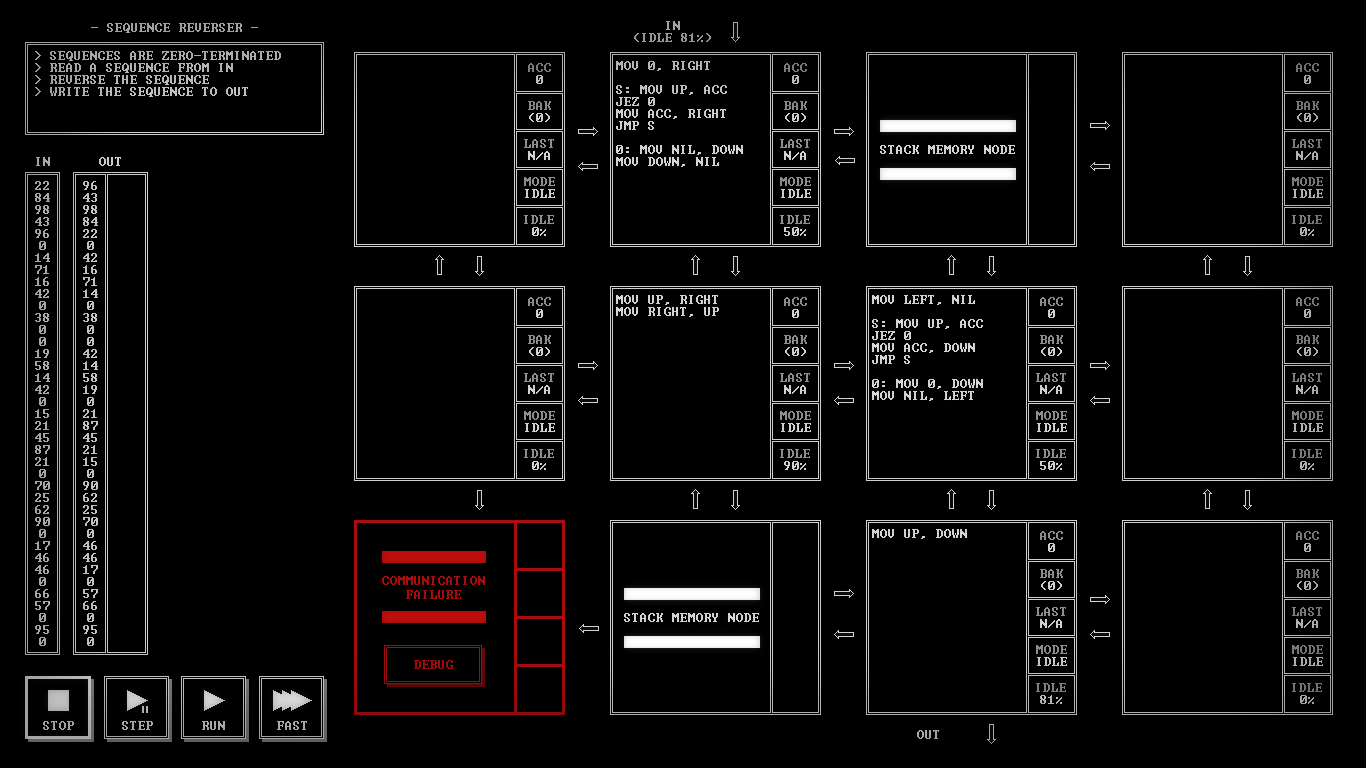 - SEQUENCE REVERSER -
> SEQUENCES ARE ZERO-TERMINATED
> READ A SEQUENCE FROM IN
> REVERSE THE SEQUENCE
> WRITE THE SEQUENCE TO OUT
IN OUT
22 96
84 43
98 98
43 84
96 22
0 0
14 42
71 16
16 71
42 14
0 0
38 38
0 0
0 0
19 42
58 14
14 58
42 19
0 0
15 21
21 87
45 45
87 21
21 15
0 0
70 90
25 62
62 25
90 70
0 0
17 46
46 46
46 17
0 0
66 57
57 66
0 0
95 95
0 0
STOP
STEP
RUN
FAST
IN
(IDLE 81%)
ACC
0
BAK
(0)
LAST
N/A
MODE
IDLE
IDLE
0%
MOV 0, RIGHT
S: MOV UP, ACC
JEZ 0
MOV ACC, RIGHT
JMP S
0: MOV NIL, DOWN
MOV DOWN, NIL
ACC
0
BAK
(0)
LAST
N/A
MODE
IDLE
IDLE
50%
STACK MEMORY NODE
ACC
0
BAK
(0)
LAST
N/A
MODE
IDLE
IDLE
0%
ACC
0
BAK
(0)
LAST
N/A
MODE
IDLE
IDLE
0%
MOV UP, RIGHT
MOV RIGHT, UP
ACC
0
BAK
(0)
LAST
N/A
MODE
IDLE
IDLE
90%
MOV LEFT, NIL
S: MOV UP, ACC
JEZ 0
MOV ACC, DOWN
JMP S
0: MOV 0, DOWN
MOV NIL, LEFT
ACC
0
BAK
(0)
LAST
N/A
MODE
IDLE
IDLE
50%
ACC
0
BAK
(0)
LAST
N/A
MODE
IDLE
IDLE
0%
COMMUNICATION
FAILURE
DEBUG
STACK MEMORY NODE
MOV UP, DOWN
ACC
0
BAK
(0)
LAST
N/A
MODE
IDLE
IDLE
81%
ACC
0
BAK
(0)
LAST
N/A
MODE
IDLE
IDLE
0%
OUT